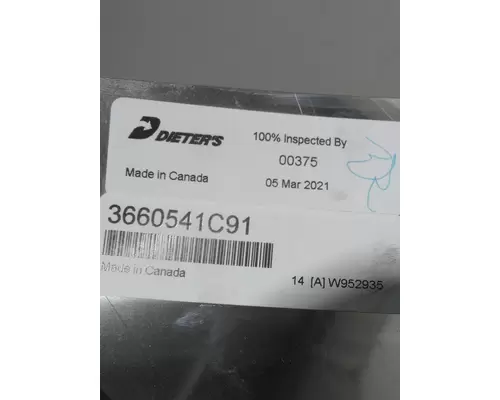 DIETER'S
100% Inspected By
00375
Made in Canada
05 Mar 2021
3660541C91
Made in Canada
14 [A] W952935